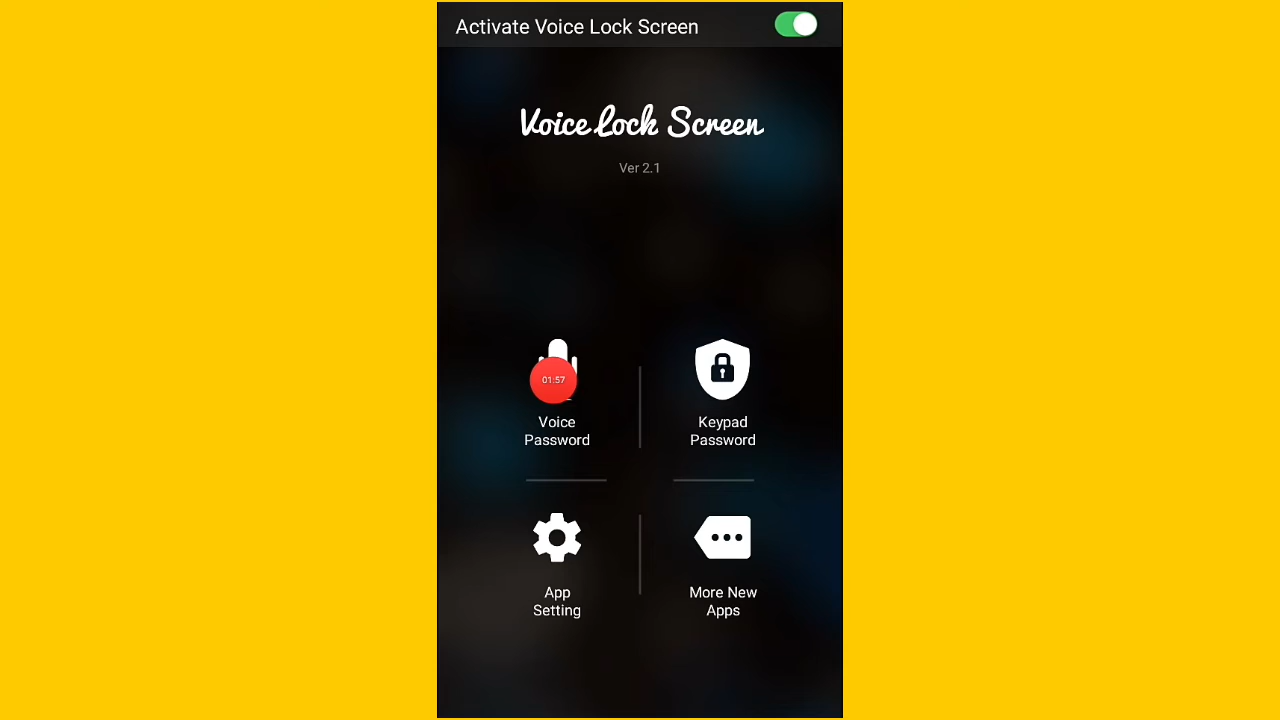 Activate Voice Lock Screen
Voice Lock Screen
Ver 2.1
01:57
Voice
Password
Keypad
Password
App
Setting
More New
Apps